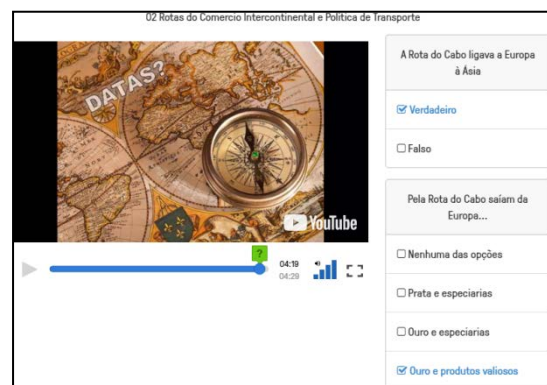 02 Rotas do Comercio Intercontinental e Politica de Transporte
DATAS?
YouTube
?
04:19
04:29
A Rota do Cabo ligava a Europa
à Ásia
Verdadeiro
Falso
Pela Rota do Cabo saíam da
Europa...
Nenhuma das opções
Prata e especiarias
Ouro e especiarias
Ouro e produtos valiosos